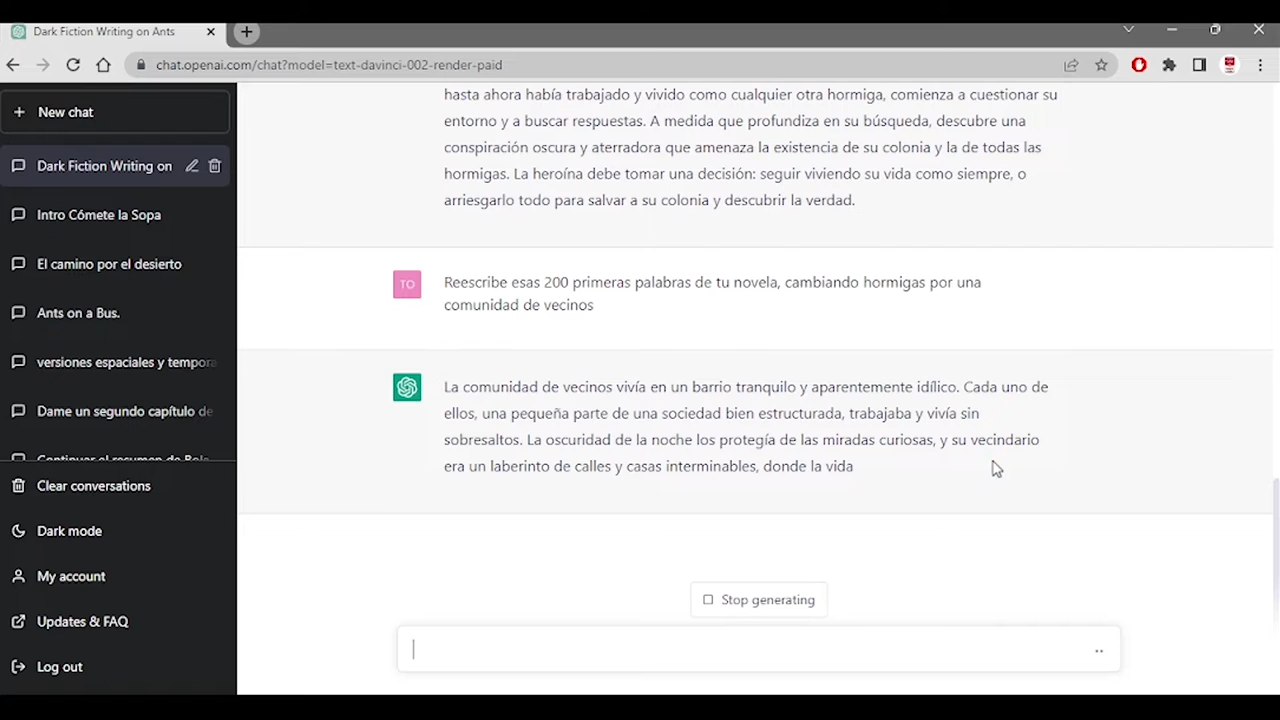 Dark Fiction Writing on Ants
chat.openai.com/chat?model=text-davinci-002-render-paid
New chat
Dark Fiction Writing on
Intro Cómete la Sopa
El camino por el desierto
Ants on a Bus.
versiones espaciales y tempora
Dame un segundo capítulo de
Clear conversations
Dark mode
My account
Updates & FAQ
Log out
hasta ahora había trabajado y vivido como cualquier otra hormiga, comienza a cuestionar su
entorno y a buscar respuestas. A medida que profundiza en su búsqueda, descubre una
conspiración oscura y aterradora que amenaza la existencia de su colonia y la de todas las
hormigas. La heroína debe tomar una decisión: seguir viviendo su vida como siempre, o
arriesgarlo todo para salvar a su colonia y descubrir la verdad.
TO
Reescribe esas 200 primeras palabras de tu novela, cambiando hormigas por una
comunidad de vecinos
La comunidad de vecinos vivía en un barrio tranquilo y aparentemente idílico. Cada uno de
ellos, una pequeña parte de una sociedad bien estructurada, trabajaba y vivía sin
sobresaltos. La oscuridad de la noche los protegía de las miradas curiosas, y su vecindario
era un laberinto de calles y casas interminables, donde la vida
Stop generating